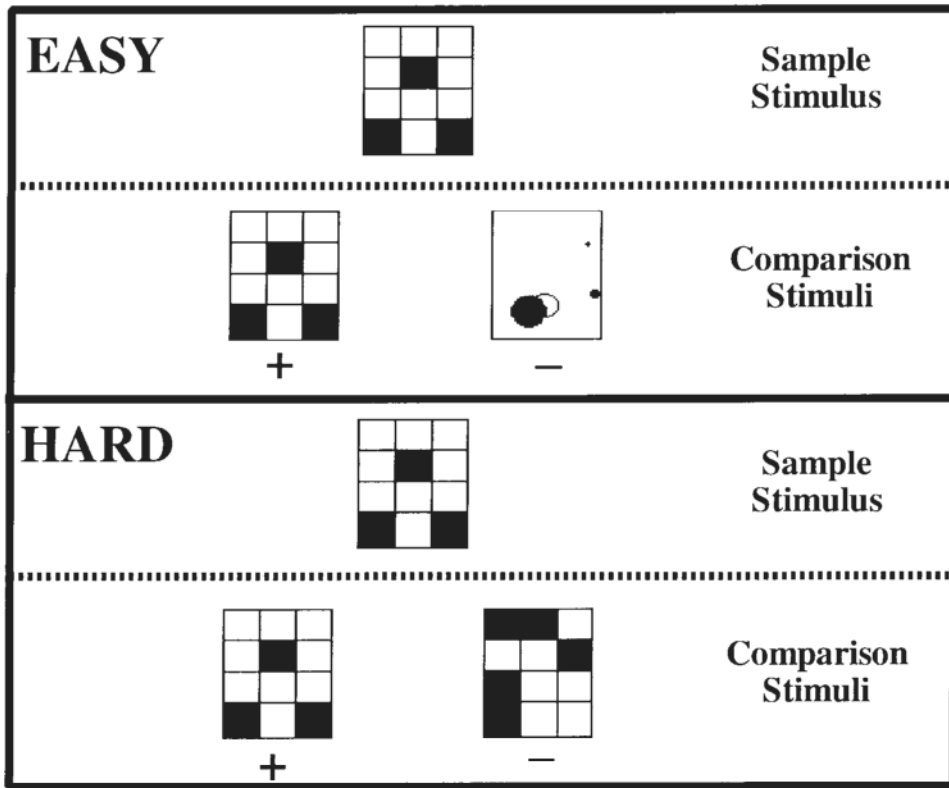 EASY
Sample
Stimulus
Comparison
Stimuli
+
−
HARD
Sample
Stimulus
Comparison
Stimuli
+
−